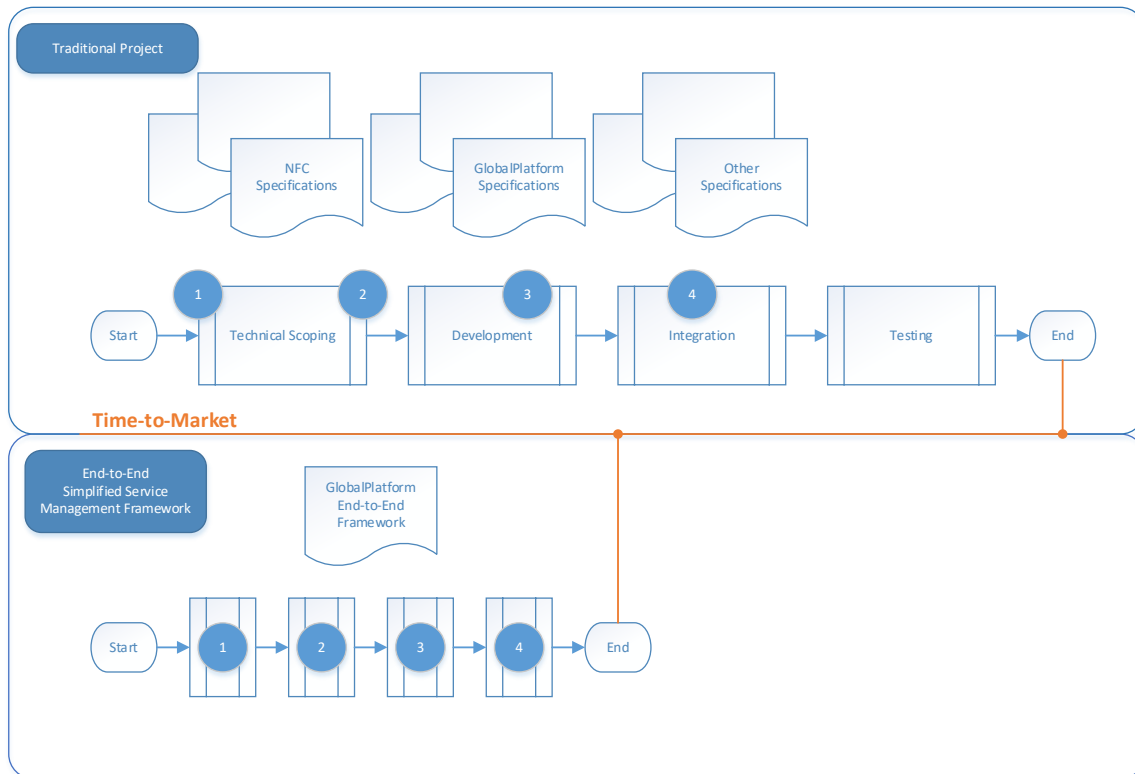 Traditional Project
NFC
Specifications
GlobalPlatform
Specifications
Other
Specifications
1
2
3
4
Start
Technical Scoping
Development
Integration
Testing
End
Time-to-Market
End-to-End
Simplified Service
Management Framework
GlobalPlatform
End-to-End
Framework
Start
1
2
3
4
End